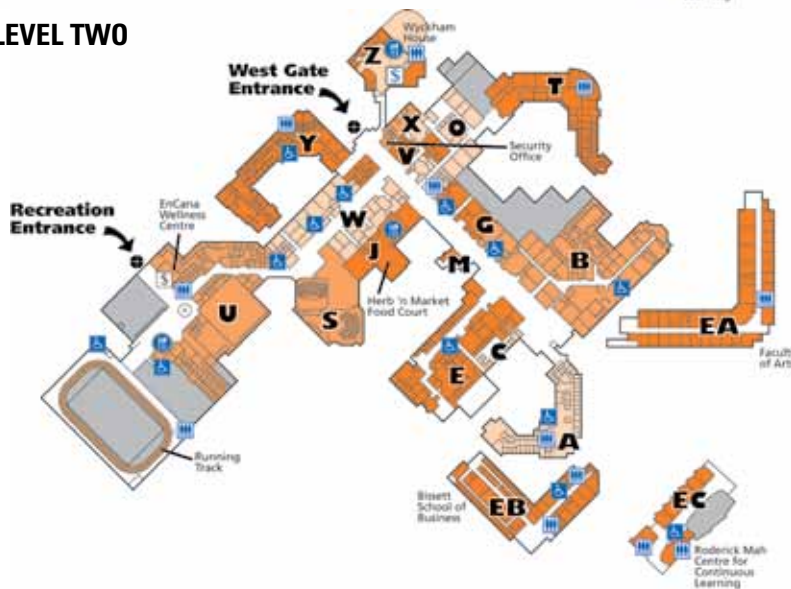 LEVEL TWO
Wyckham
House
Z
$
West Gate
Entrance
T
X
O
Y
V
Security
Office
EnCana
Wellness
Centre
Recreation
Entrance
W
G
J
B
M
$
Herb 'n Market
Food Court
U
S
EA
C
E
Facult
of Art
A
Running
Track
Bissett
School of
Business
EB
EC
Roderick Mah
Centre for
Continuous
Learning